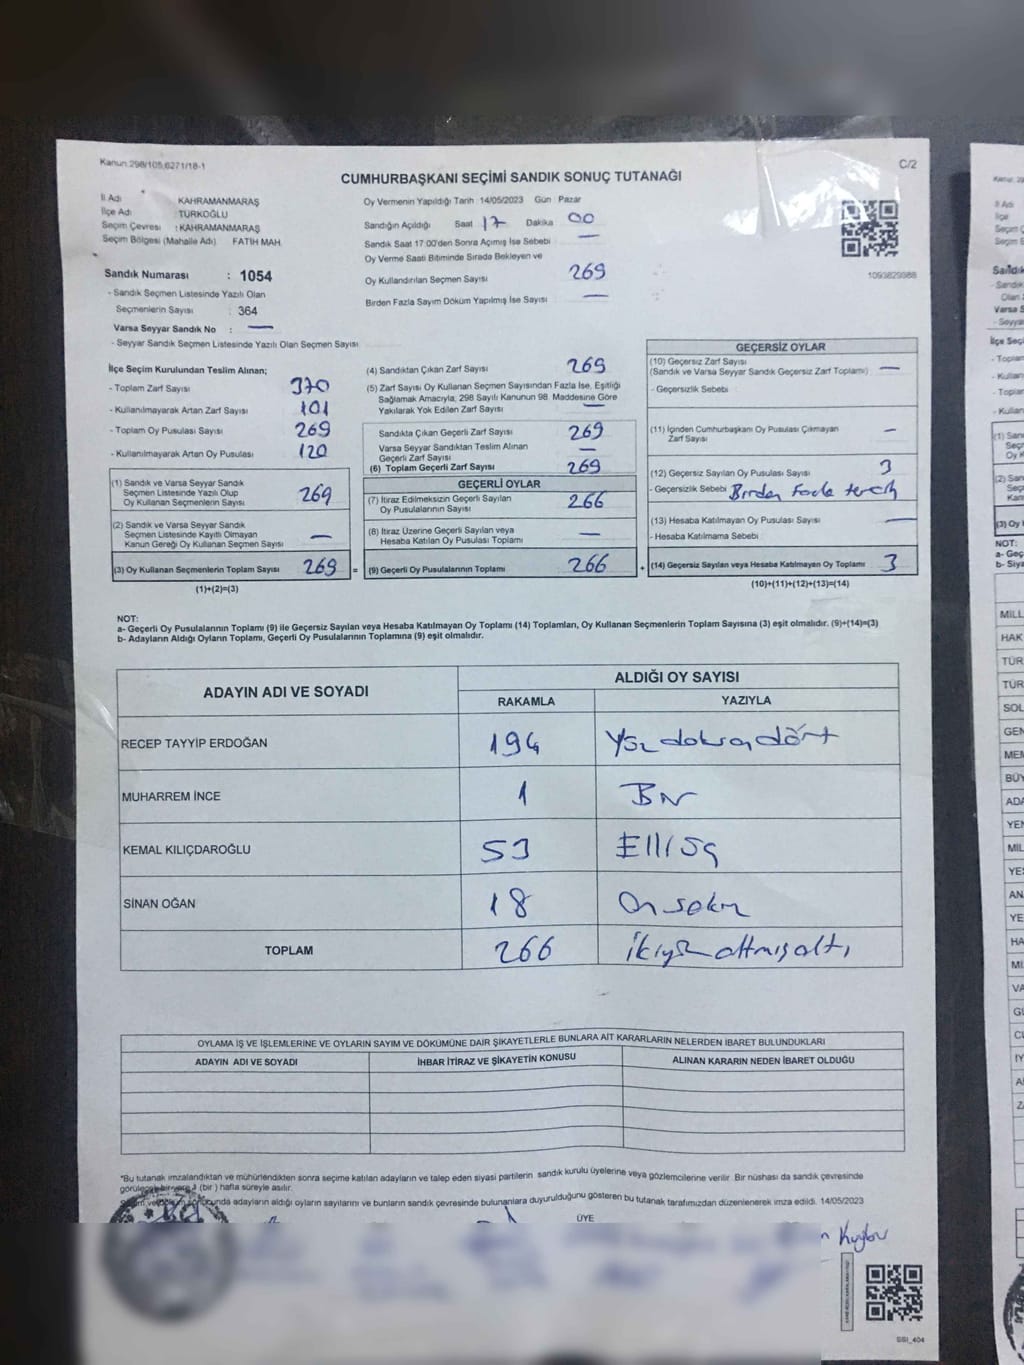 Kanun 298/105,6271/18-1
C/2
CUMHURBAŞKANI SEÇİMİ SANDIK SONUÇ TUTANAĞI
İl Adı KAHRAMANMARAŞ
İlçe Adı TÜRKOĞLU
Seçim Çevresi : KAHRAMANMARAŞ
Seçim Bölgesi (Mahalle Adı) FATİH MAH.
Sandık Numarası : 1054
- Sandık Seçmen Listesinde Yazılı Olan
Seçmenlerin Sayısı : 364
Varsa Seyyar Sandık No : —
- Seyyar Sandık Seçmen Listesinde Yazılı Olan Seçmen Sayısı
Oy Vermenin Yapıldığı Tarih 14/05/2023 Gün Pazar
Sandığın Açıldığı Saat 17 Dakika 00
Sandık Saat 17.00'den Sonra Açımış İse Sebebi —
Oy Verme Saati Bitiminde Sırada Bekleyen ve
Oy Kullandırılan Seçmen Sayısı 269
Birden Fazla Sayım Döküm Yapılmış İse Sayısı —
1093829988
İlçe Seçim Kurulundan Teslim Alınan;
- Toplam Zarf Sayısı 370
- Kullanılmayarak Artan Zarf Sayısı 101
- Toplam Oy Pusulası Sayısı 269
- Kullanılmayarak Artan Oy Pusulası 120
(1) Sandık ve Varsa Seyyar Sandık
Seçmen Listesinde Yazılı Olup
Oy Kullanan Seçmenlerin Sayısı 269
(2) Sandık ve Varsa Seyyar Sandık
Seçmen Listesinde Kayıtlı Olmayan
Kanun Gereği Oy Kullanan Seçmen Sayısı —
(3) Oy Kullanan Seçmenlerin Toplam Sayısı 269 =
(1)+(2)=(3)
(4) Sandıktan Çıkan Zarf Sayısı 269
(5) Zarf Sayısı Oy Kullanan Seçmen Sayısından Fazla İse, Eşitliği
Sağlamak Amacıyla, 298 Sayılı Kanunun 98. Maddesine Göre
Yakılarak Yok Edilen Zarf Sayısı —
Sandıkta Çıkan Geçerli Zarf Sayısı 269
Varsa Seyyar Sandıktan Teslim Alınan
Geçerli Zarf Sayısı —
(6) Toplam Geçerli Zarf Sayısı 269
GEÇERLİ OYLAR
(7) İtiraz Edilmeksizin Geçerli Sayılan
Oy Pusulalarının Sayısı 266
(8) İtiraz Üzerine Geçerli Sayılan veya
Hesaba Katılan Oy Pusulası Toplamı —
(9) Geçerli Oy Pusulalarının Toplamı 266 +
GEÇERSİZ OYLAR
(10) Geçersiz Zarf Sayısı
(Sandık ve Varsa Seyyar Sandık Geçersiz Zarf Toplamı) —
- Geçersizlik Sebebi
(11) İçinden Cumhurbaşkanı Oy Pusulası Çıkmayan
Zarf Sayısı —
(12) Geçersiz Sayılan Oy Pusulası Sayısı 3
- Geçersizlik Sebebi Birden fazla tercih
(13) Hesaba Katılmayan Oy Pusulası Sayısı —
- Hesaba Katılmama Sebebi
(14) Geçersiz Sayılan veya Hesaba Katılmayan Oy Toplamı 3
(10)+(11)+(12)+(13)=(14)
NOT:
a- Geçerli Oy Pusulalarının Toplamı (9) ile Geçersiz Sayılan veya Hesaba Katılmayan Oy Toplamı (14) Toplamları, Oy Kullanan Seçmenlerin Toplam Sayısına (3) eşit olmalıdır. (9)+(14)=(3)
b- Adayların Aldığı Oyların Toplamı, Geçerli Oy Pusulalarının Toplamına (9) eşit olmalıdır.
ADAYIN ADI VE SOYADI
ALDIĞI OY SAYISI
RAKAMLA YAZIYLA
RECEP TAYYİP ERDOĞAN 194 Yüzdoksandört
MUHARREM İNCE 1 Bir
KEMAL KILIÇDAROĞLU 53 Elliüç
SİNAN OĞAN 18 Onsekiz
TOPLAM 266 ikiyüzaltmışaltı
OYLAMA İŞ VE İŞLEMLERİNE VE OYLARIN SAYIM VE DÖKÜMÜNE DAİR ŞİKAYETLERLE BUNLARA AİT KARARLARIN NELERDEN İBARET BULUNDUKLARI
ADAYIN ADI VE SOYADI İHBAR İTİRAZ VE ŞİKAYETİN KONUSU ALINAN KARARIN NEDEN İBARET OLDUĞU
*Bu tutanak imzalandıktan ve mühürlendikten sonra seçime katılan adayların ve talep eden siyasi partilerin sandık kurulu üyelerine veya gözlemcilerine verilir. Bir nüshası da sandık çevresinde
(bir) hafta süreyle asılır.
adayların aldığı oyların sayılarını ve bunların sandık çevresinde bulunanlara duyurulduğunu gösteren bu tutanak tarafımızdan düzenlenerek imza edildi. 14/05/2023
ÜYE
SSI_404